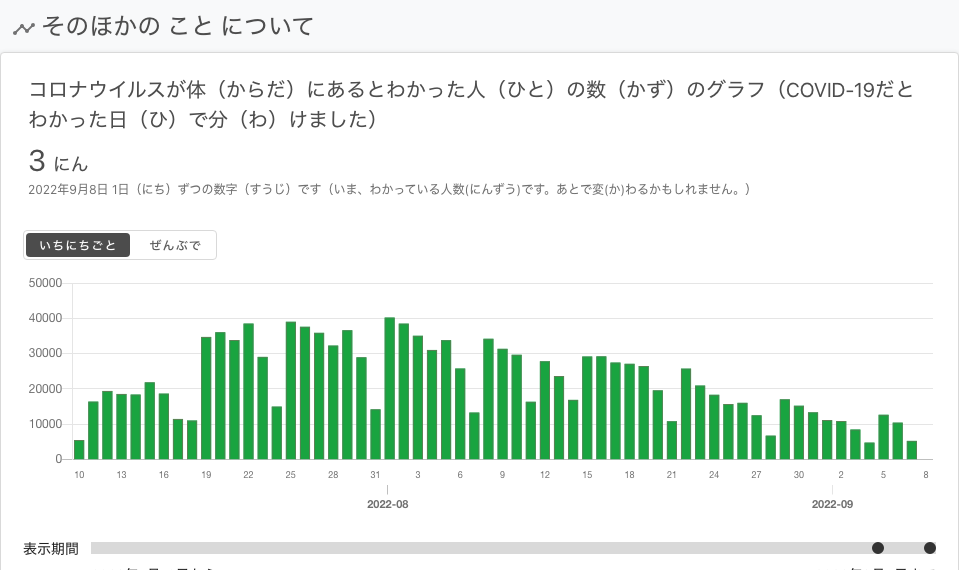 そのほかの こと について
コロナウイルスが体（からだ）にあるとわかった人（ひと）の数（かず）のグラフ（COVID-19だと
わかった日（ひ）で分（わ）けました）
3 にん
2022年9月8日 1日（にち）ずつの数字（すうじ）です（いま、わかっている人数(にんずう)です。あとで変(か)わるかもしれません。）
いちにちごと ぜんぶで
50000
40000
30000
20000
10000
0
10 13 16 19 22 25 28 31 3 6 9 12 15 18 21 24 27 30 2 5 8
2022-08 2022-09
表示期間